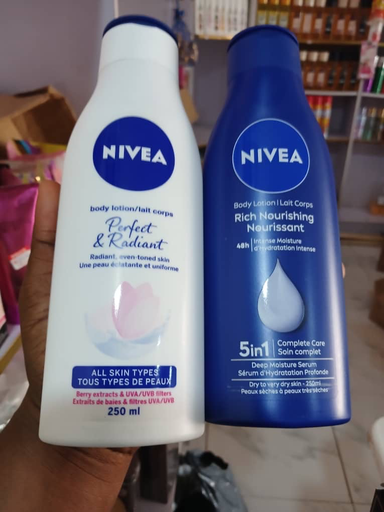 NIVEA
body lotion/lait corps
Perfect
& Radiant
Radiant, even-toned skin
Une peau éclatante et uniforme
ALL SKIN TYPES
TOUS TYPES DE PEAUX
Berry extracts & UVA/UVB filters
Extraits de baies & filtres UVA/UVB
250 ml
NIVEA
Body Lotion | Lait Corps
Rich Nourishing
Nourrissant
48h Intense Moisture
d'Hydratation Intense
5in1 Complete Care
Soin complet
Deep Moisture Serum
Sérum d'Hydratation Profonde
Dry to very dry skin - 250ml
Peaux sèches à peaux très sèches